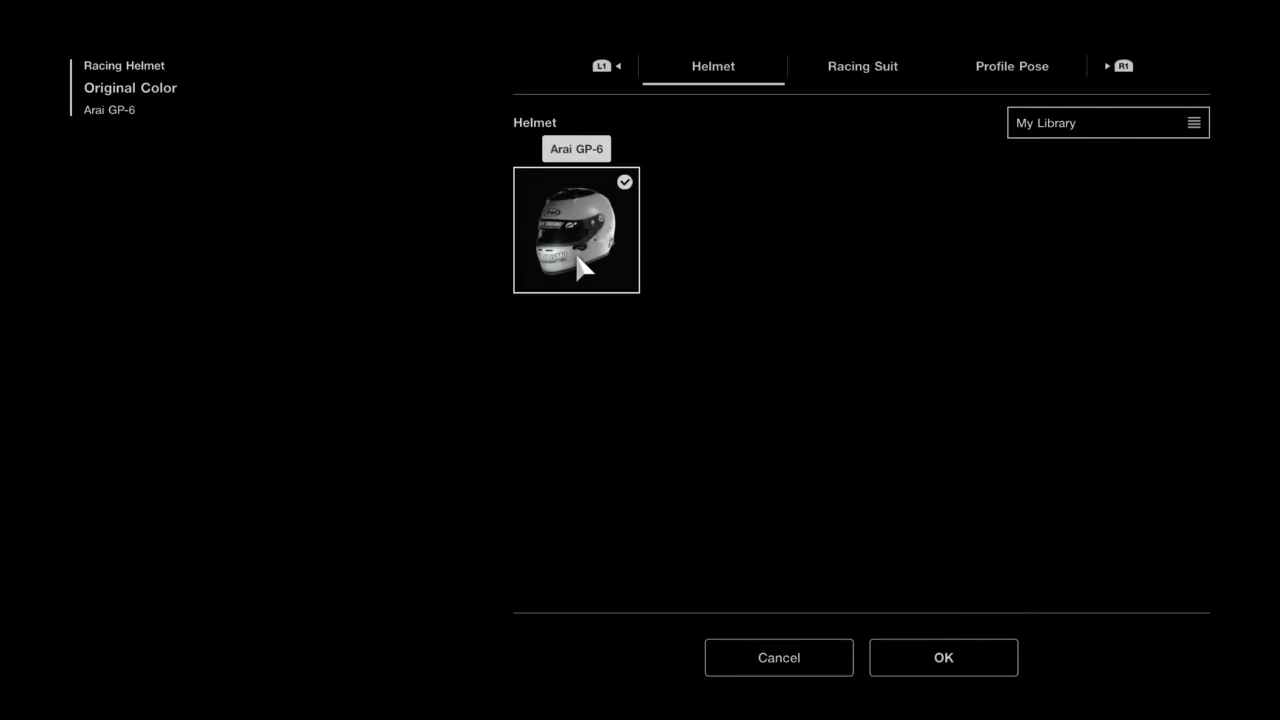 Racing Helmet
Original Color
Arai GP-6
L1
Helmet
Racing Suit
Profile Pose
R1
Helmet
My Library
Arai GP-6
Cancel
OK